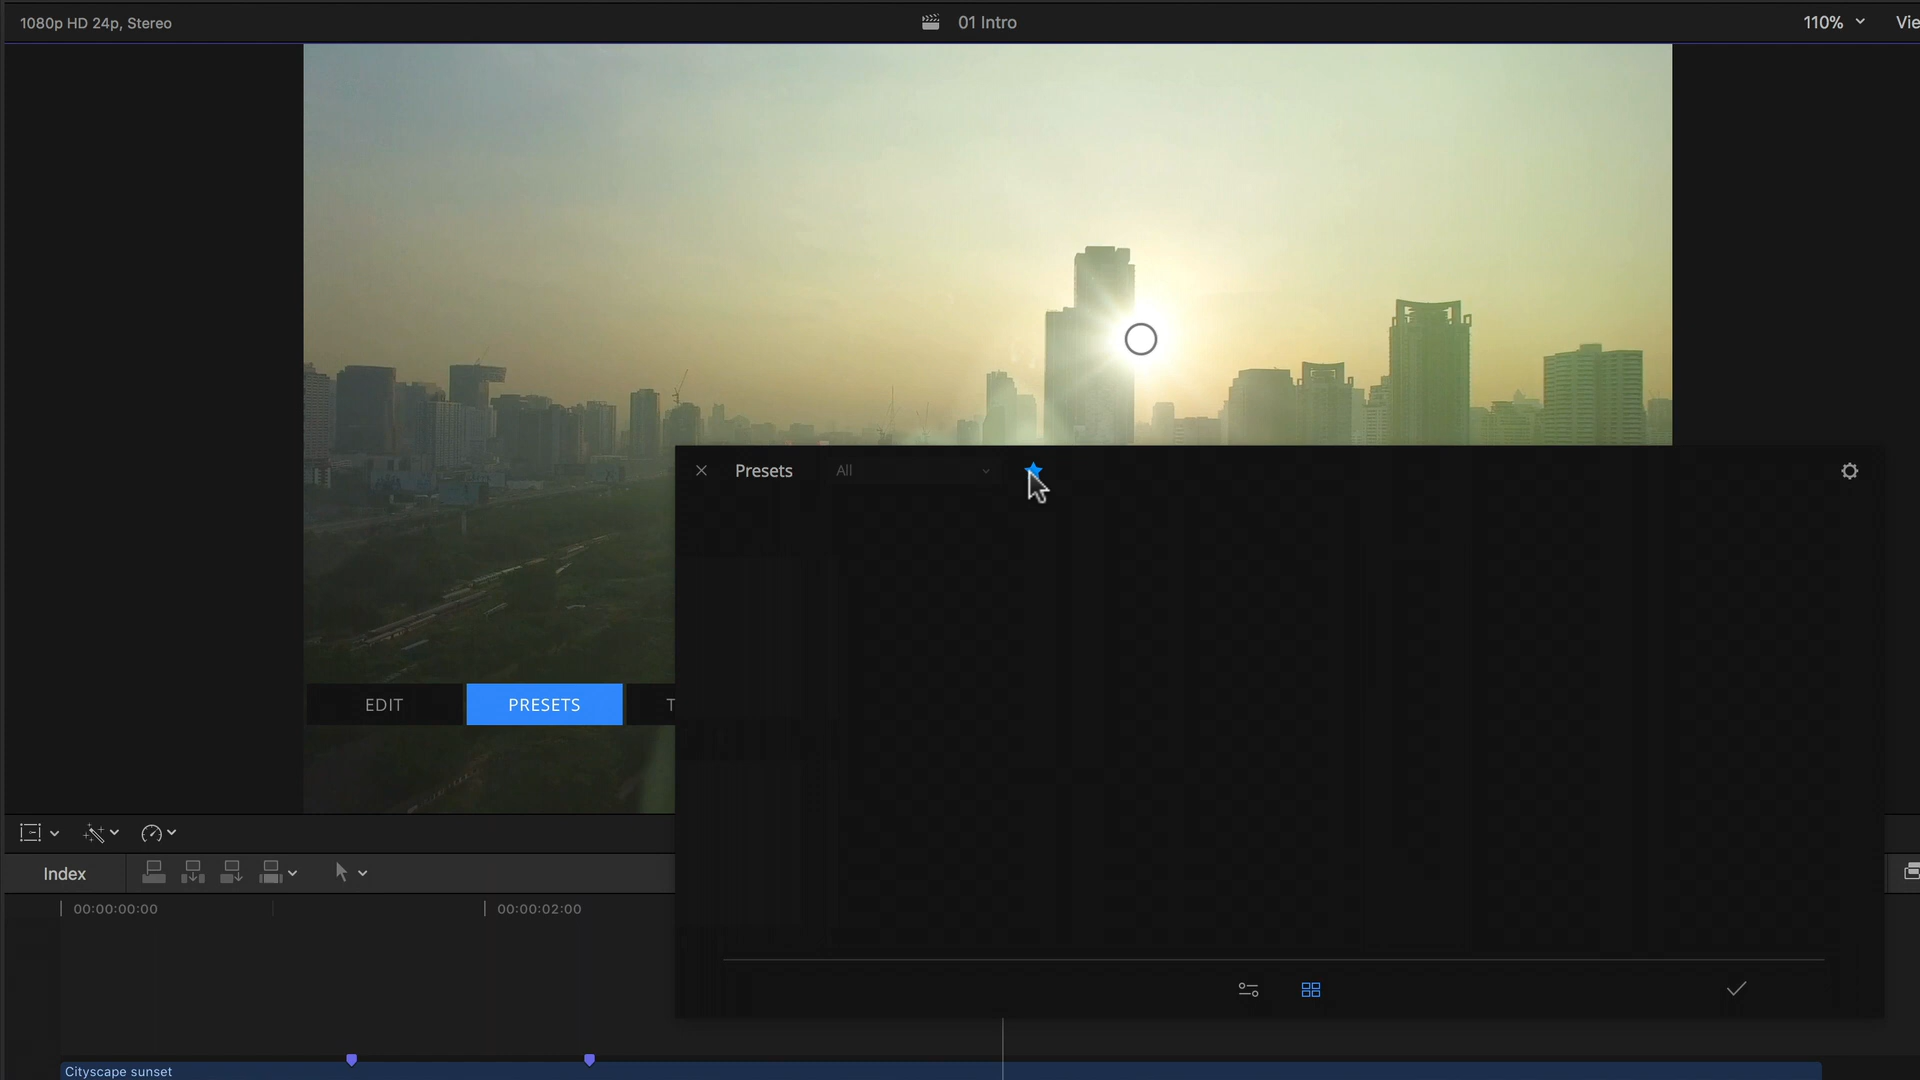 1080p HD 24p, Stereo
01 Intro
110%
Vie
Presets
All
EDIT
PRESETS
T
Index
00:00:00:00
00:00:02:00
Cityscape sunset